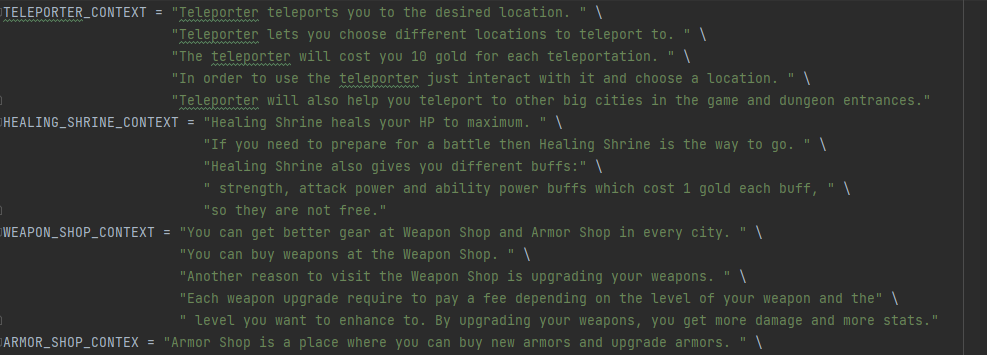 TELEPORTER_CONTEXT = "Teleporter teleports you to the desired location. " \
"Teleporter lets you choose different locations to teleport to. " \
"The teleporter will cost you 10 gold for each teleportation. " \
"In order to use the teleporter just interact with it and choose a location. " \
"Teleporter will also help you teleport to other big cities in the game and dungeon entrances."
HEALING_SHRINE_CONTEXT = "Healing Shrine heals your HP to maximum. " \
"If you need to prepare for a battle then Healing Shrine is the way to go. " \
"Healing Shrine also gives you different buffs:" \
" strength, attack power and ability power buffs which cost 1 gold each buff, " \
"so they are not free."
WEAPON_SHOP_CONTEXT = "You can get better gear at Weapon Shop and Armor Shop in every city. " \
"You can buy weapons at the Weapon Shop. " \
"Another reason to visit the Weapon Shop is upgrading your weapons. " \
"Each weapon upgrade require to pay a fee depending on the level of your weapon and the" \
" level you want to enhance to. By upgrading your weapons, you get more damage and more stats."
ARMOR_SHOP_CONTEX = "Armor Shop is a place where you can buy new armors and upgrade armors. " \